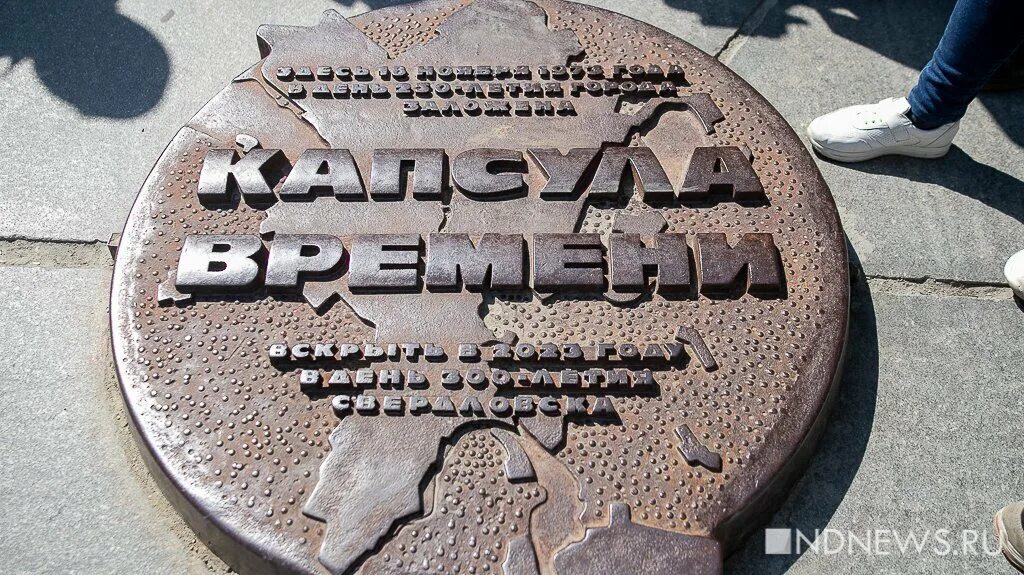 ЗДЕСЬ 18 НОЯБРЯ 1973 ГОДА
В ДЕНЬ 250-ЛЕТИЯ ГОРОДА
ЗАЛОЖЕНА
КАПСУЛА
ВРЕМЕНИ
ВСКРЫТЬ В 2023 ГОДУ
В ДЕНЬ 300-ЛЕТИЯ
СВЕРДЛОВСКА
NDNEWS.RU